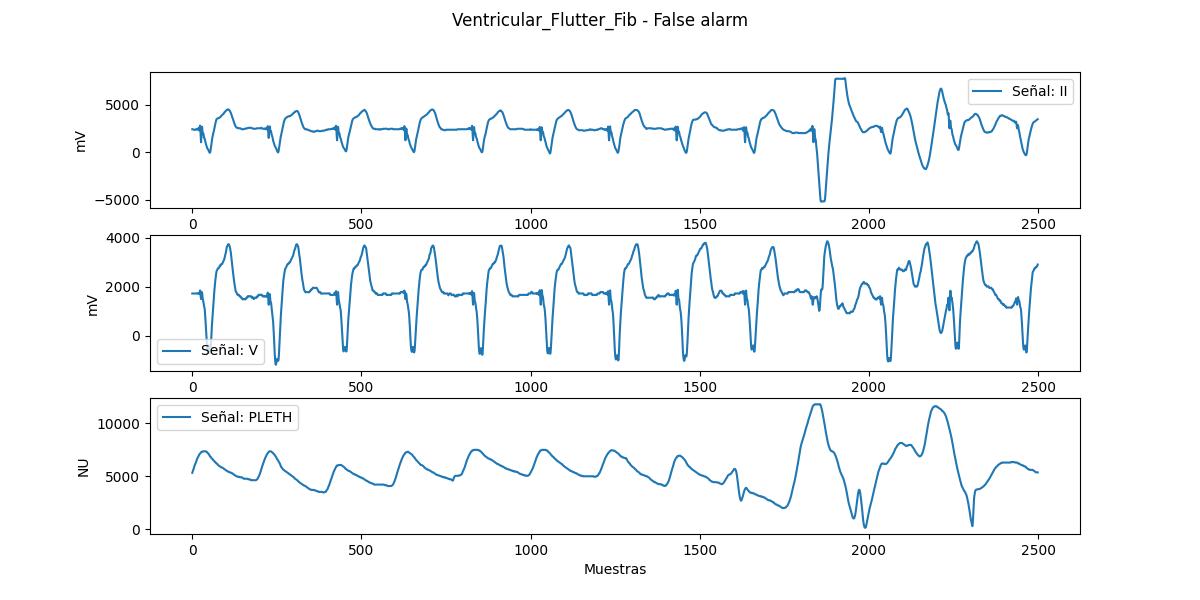 Ventricular_Flutter_Fib - False alarm
5000
0
−5000
mV
Señal: II
0 500 1000 1500 2000 2500
4000
2000
0
mV
Señal: V
0 500 1000 1500 2000 2500
10000
5000
0
NU
Señal: PLETH
0 500 1000 1500 2000 2500
Muestras